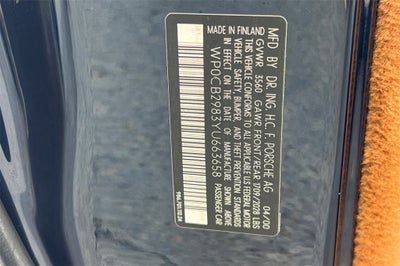 MADE IN FINLAND
MFD. BY DR. ING. H.C. F. PORSCHE AG
04/00
GVWR 3560 GAWR FRONT/REAR 1709/2028 LBS
THIS VEHICLE CONFORMS TO ALL
APPLICABLE U.S. FEDERAL MOTOR
VEHICLE SAFETY, BUMPER, AND
THEFT PREVENTION STANDARDS
IN EFFECT ON THE DATE OF
MANUFACTURE SHOWN ABOVE
WP0CB2983YU663658
PASSENGER CAR